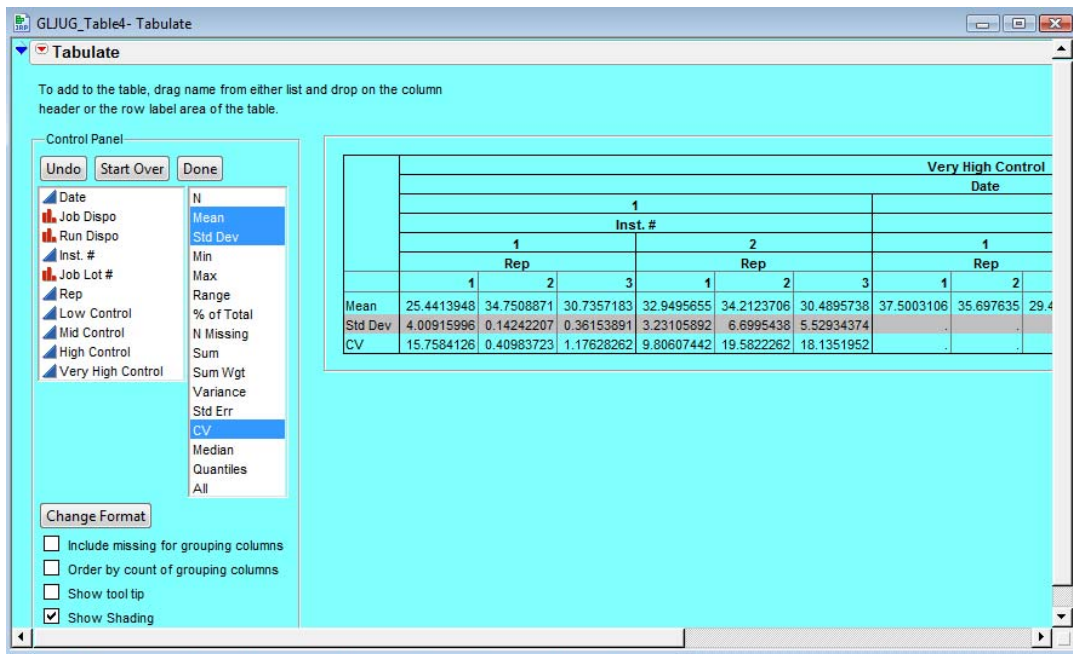 GLJUG_Table4- Tabulate
Tabulate
To add to the table, drag name from either list and drop on the column
header or the row label area of the table.
Control Panel
Undo Start Over Done
Date
Job Dispo
Run Dispo
Inst. #
Job Lot #
Rep
Low Control
Mid Control
High Control
Very High Control
N
Mean
Std Dev
Min
Max
Range
% of Total
N Missing
Sum
Sum Wgt
Variance
Std Err
CV
Median
Quantiles
All
Change Format
Include missing for grouping columns
Order by count of grouping columns
Show tool tip
Show Shading
Very High Control
Date
1
Inst. #
1 2 1
Rep Rep Rep
1 2 3 1 2 3 1 2
Mean 25.4413948 34.7508871 30.7357183 32.9495655 34.2123706 30.4895738 37.5003106 35.697635 29.4
Std Dev 4.00915996 0.14242207 0.36153891 3.23105892 6.6995438 5.52934374 . .
CV 15.7584126 0.40983723 1.17628262 9.80607442 19.5822262 18.1351952 . .